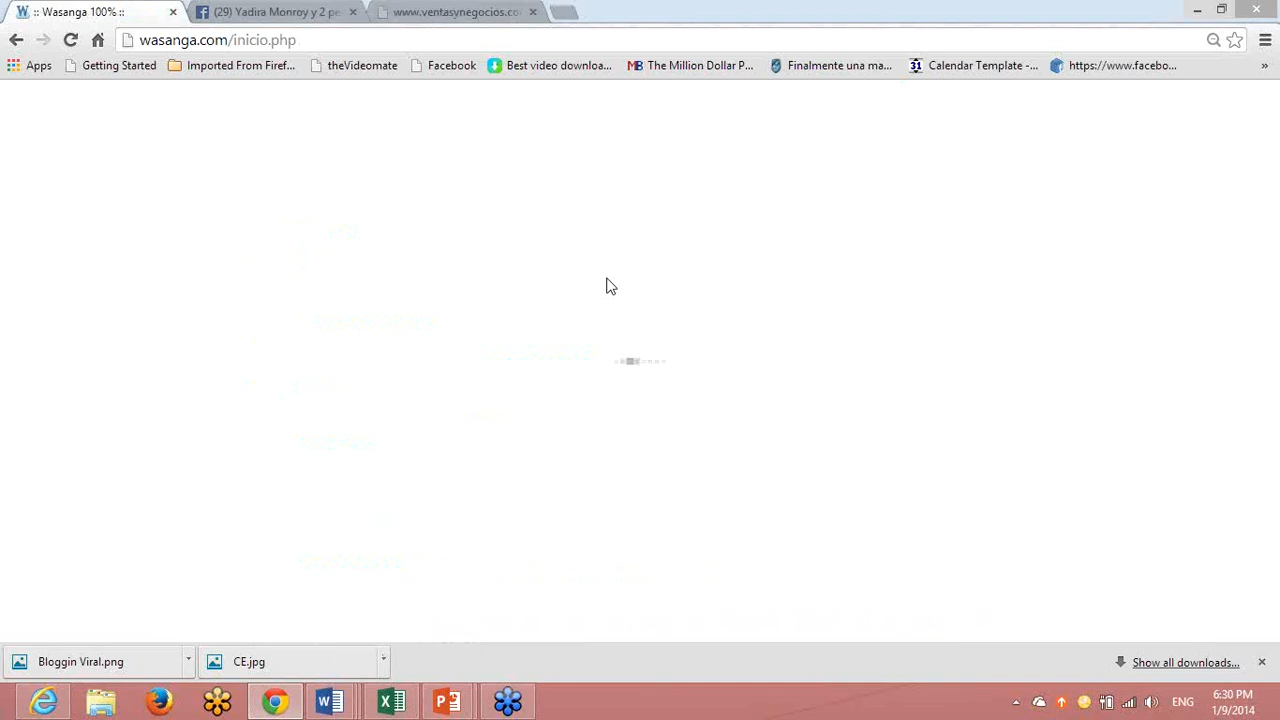 :: Wasanga 100% ::
(29) Yadira Monroy y 2 pe
www.ventasynegocios.co
wasanga.com/inicio.php
Apps
Getting Started
Imported From Firef...
theVideomate
Facebook
Best video downloa...
The Million Dollar P...
Finalmente una ma...
Calendar Template -...
https://www.facebo...
Bloggin Viral.png
CE.jpg
Show all downloads...
ENG
6:30 PM
1/9/2014